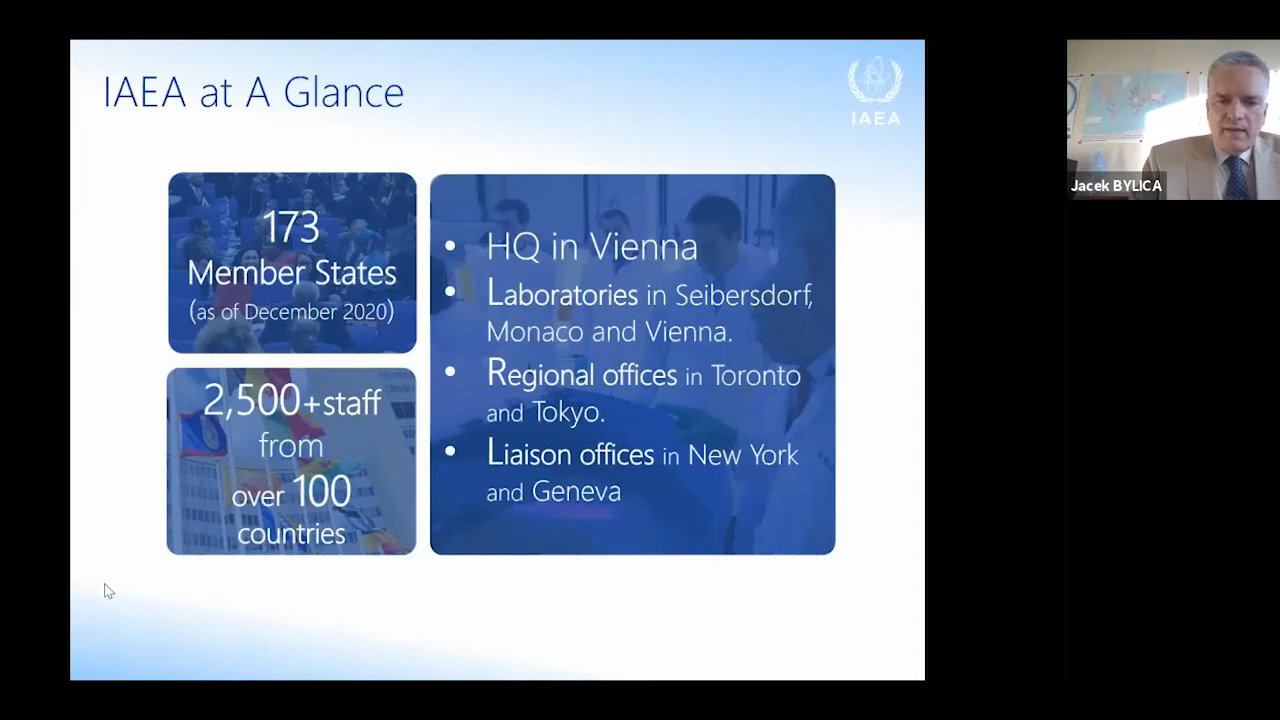 IAEA at A Glance
IAEA
173
Member States
(as of December 2020)
2,500+staff
from
over 100
countries
• HQ in Vienna
• Laboratories in Seibersdorf,
Monaco and Vienna.
• Regional offices in Toronto
and Tokyo.
• Liaison offices in New York
and Geneva
Jacek BYLICA